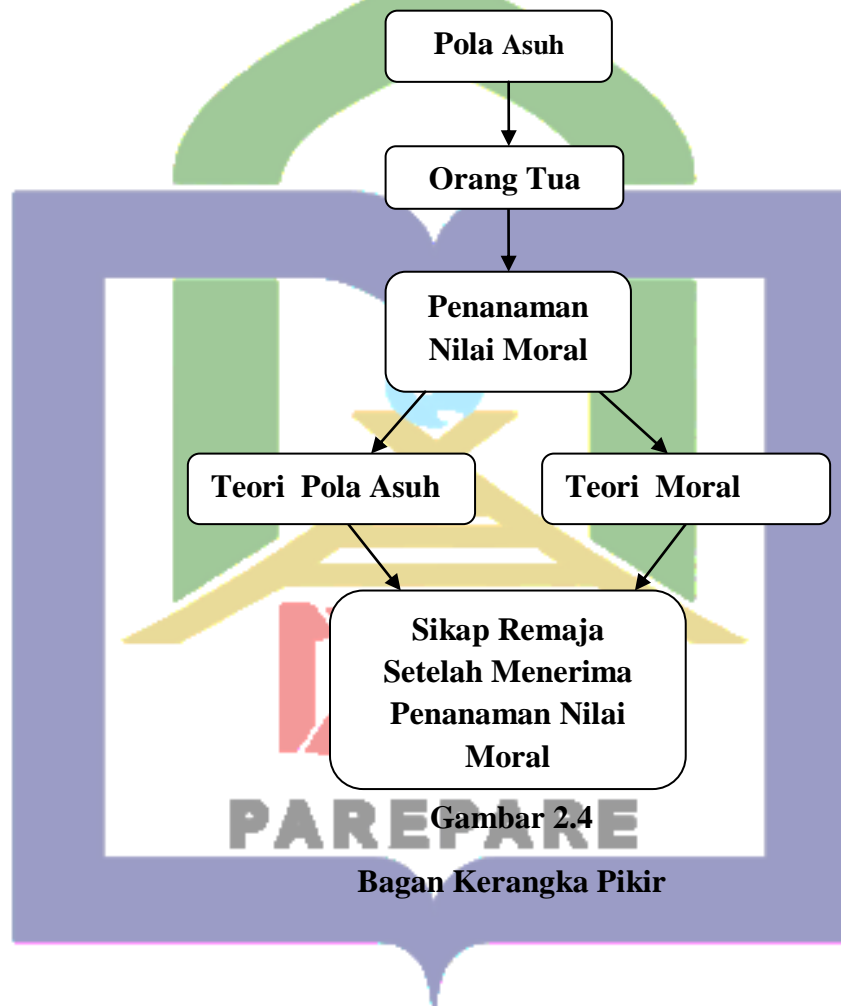 Pola Asuh
Orang Tua
Penanaman
Nilai Moral
Teori Pola Asuh
Teori Moral
Sikap Remaja
Setelah Menerima
Penanaman Nilai
Moral
PAREPARE
Gambar 2.4
Bagan Kerangka Pikir